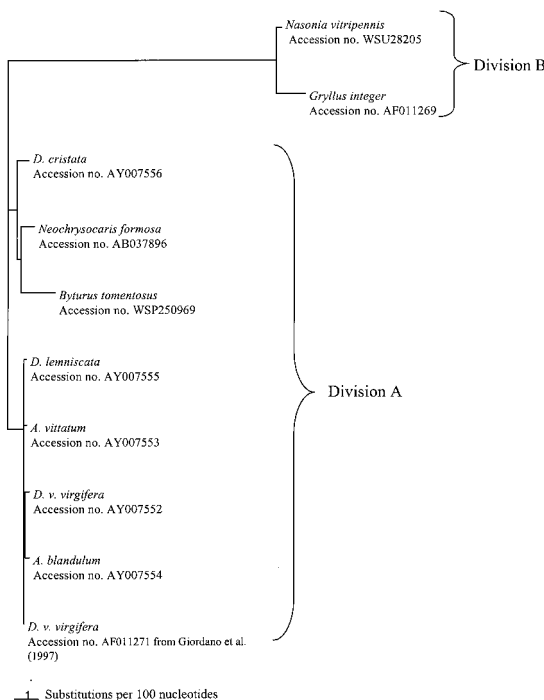 Nasonia vitripennis
Accession no. WSU28205
Division B
Gryllus integer
Accession no. AF011269
D. cristata
Accession no. AY007556
Neochrysocaris formosa
Accession no. AB037896
Byturus tomentosus
Accession no. WSP250969
D. lemniscata
Accession no. AY007555
Division A
A. vittatum
Accession no. AY007553
D. v. virgifera
Accession no. AY007552
A. blandulum
Accession no. AY007554
D. v. virgifera
Accession no. AF011271 from Giordano et al.
(1997)
1 Substitutions per 100 nucleotides